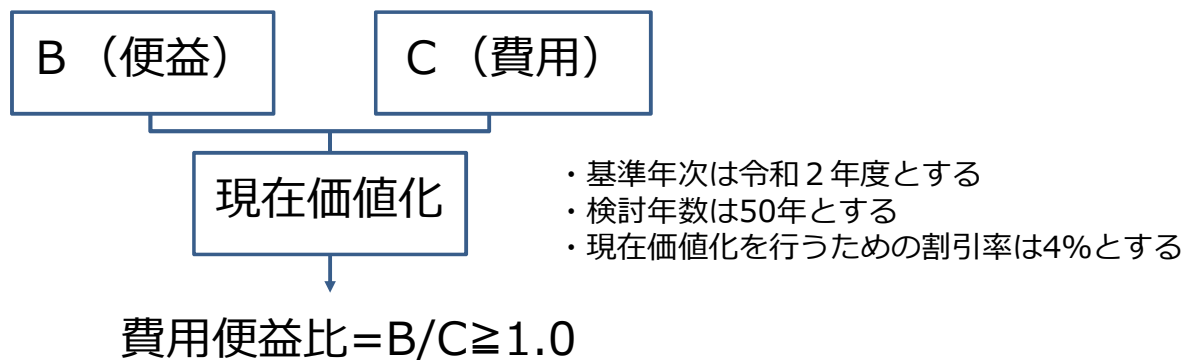 B（便益）
C（費用）
現在価値化
・基準年次は令和２年度とする
・検討年数は50年とする
・現在価値化を行うための割引率は4%とする
費用便益比=B/C≧1.0